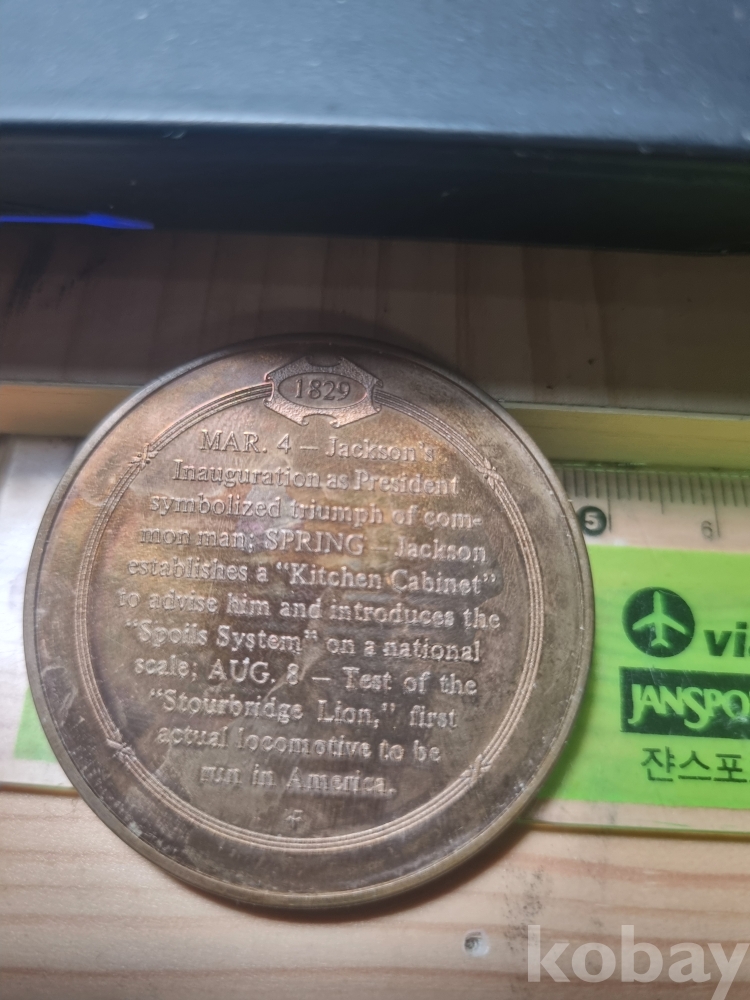 1829
MAR. 4 – Jackson's
Inauguration as President
symbolized triumph of com-
mon man; SPRING – Jackson
establishes a “Kitchen Cabinet”
to advise him and introduces the
“Spoils System” on a national
scale; AUG. 8 – Test of the
“Stourbridge Lion,” first
actual locomotive to be
run in America.
5
6
JANSPO
쟌스포
kobay